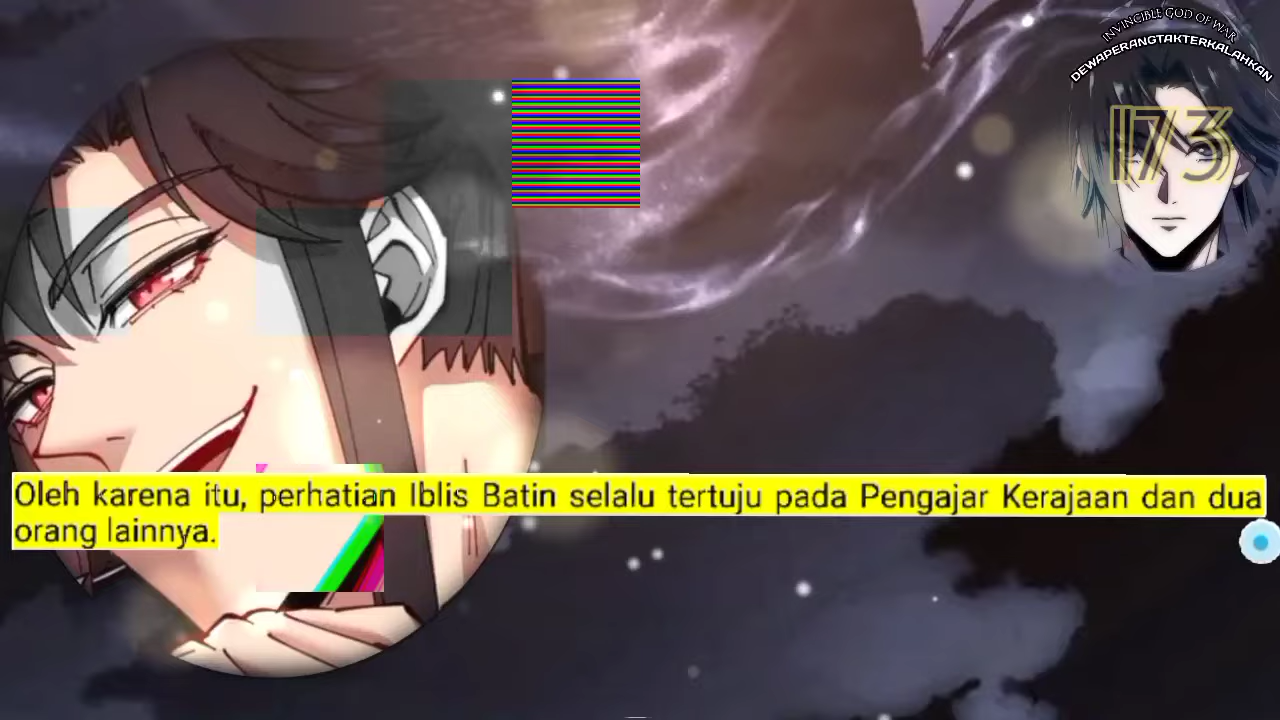 INVINCIBLE GOD OF WAR
DEWAPERANGTAKTERKALAHKAN
173
Oleh karena itu, perhatian Iblis Batin selalu tertuju pada Pengajar Kerajaan dan dua
orang lainnya.